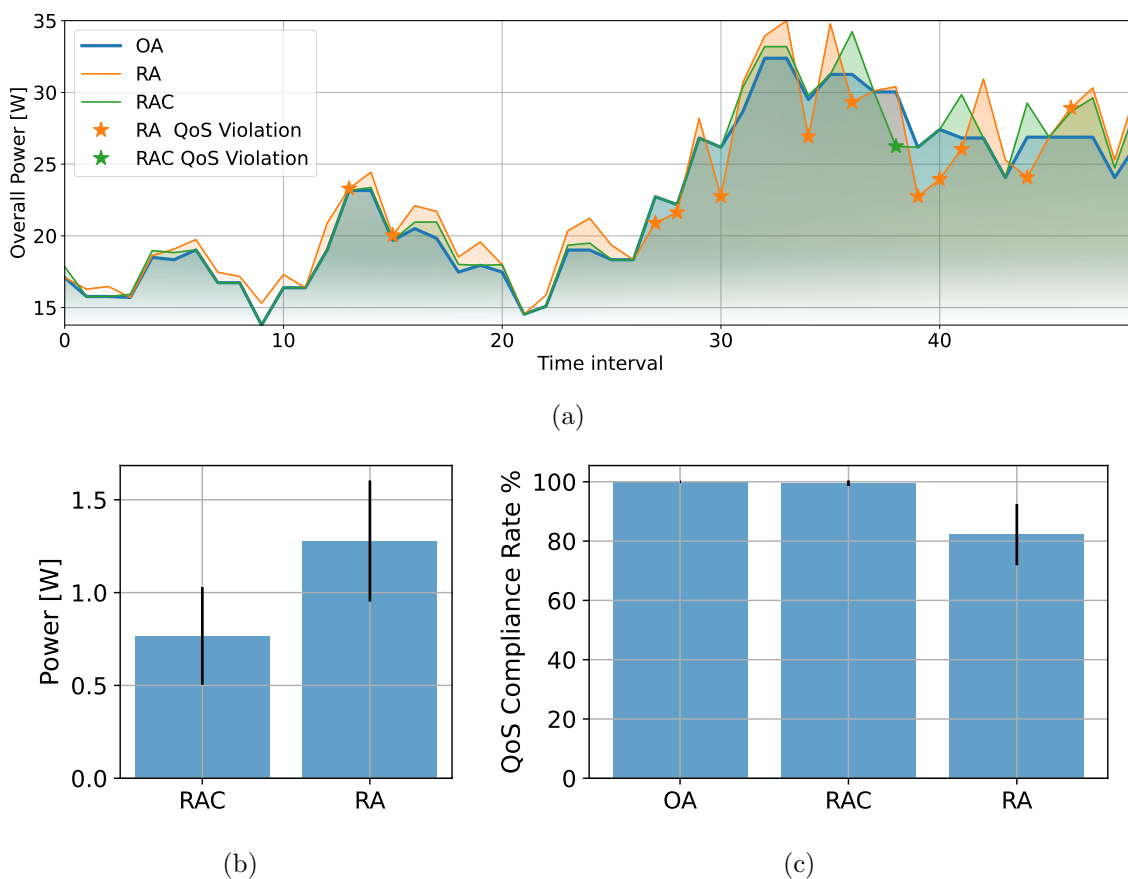 35
30
25
20
15
Overall Power [W]
OA
RA
RAC
RA QoS Violation
RAC QoS Violation
0 10 20 30 40
Time interval
(a)
1.5
1.0
0.5
0.0
Power [W]
RAC RA
(b)
100
80
60
40
20
0
QoS Compliance Rate %
OA RAC RA
(c)